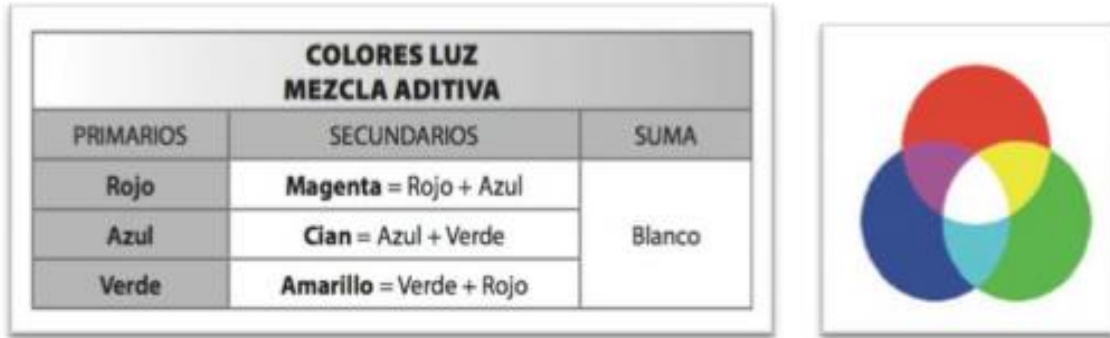 COLORES LUZ
MEZCLA ADITIVA
PRIMARIOS SECUNDARIOS SUMA
Rojo Magenta = Rojo + Azul
Azul Cian = Azul + Verde Blanco
Verde Amarillo = Verde + Rojo